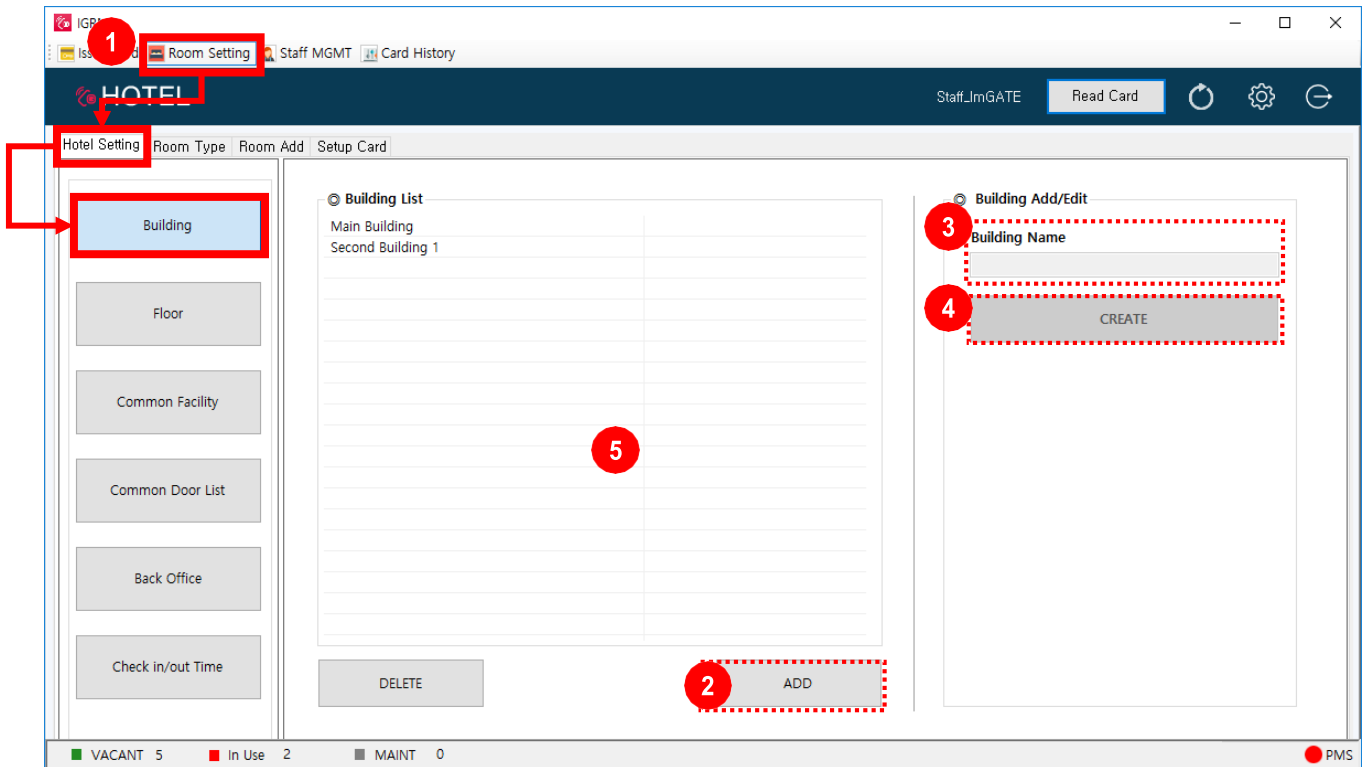 1
Room Setting Staff MGMT Card History
HOTEL Staff_ImGATE Read Card
Hotel Setting Room Type Room Add Setup Card
Building
Floor
Common Facility
Common Door List
Back Office
Check in/out Time
Building List
Main Building
Second Building 1
5
DELETE
2 ADD
Building Add/Edit
3 Building Name
4 CREATE
VACANT 5 In Use 2 MAINT 0 PMS